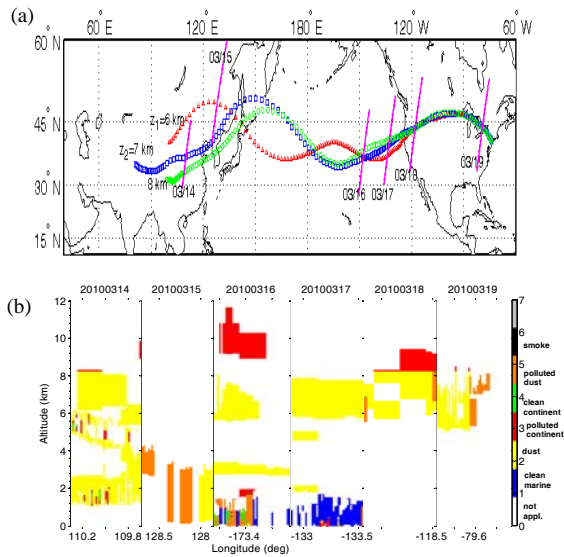 (a)
60 E 120 E 180 E 120 W 60 W
60 N
45 N
30 N
15 N
03/15
z1=6 km
z2=7 km
8 km
03/14
03/16
03/17
03/18
03/19
(b)
20100314 20100315 20100316 20100317 20100318 20100319
Altitude (km)
12
10
8
6
4
2
0
110.2 109.8 128.5 128 -173.4 -133 -133.5 -118.5 -79.6
Longitude (deg)
7
6
5
4
3
2
1
0
smoke
polluted
dust
clean
continent
polluted
continent
dust
clean
marine
not
appl.